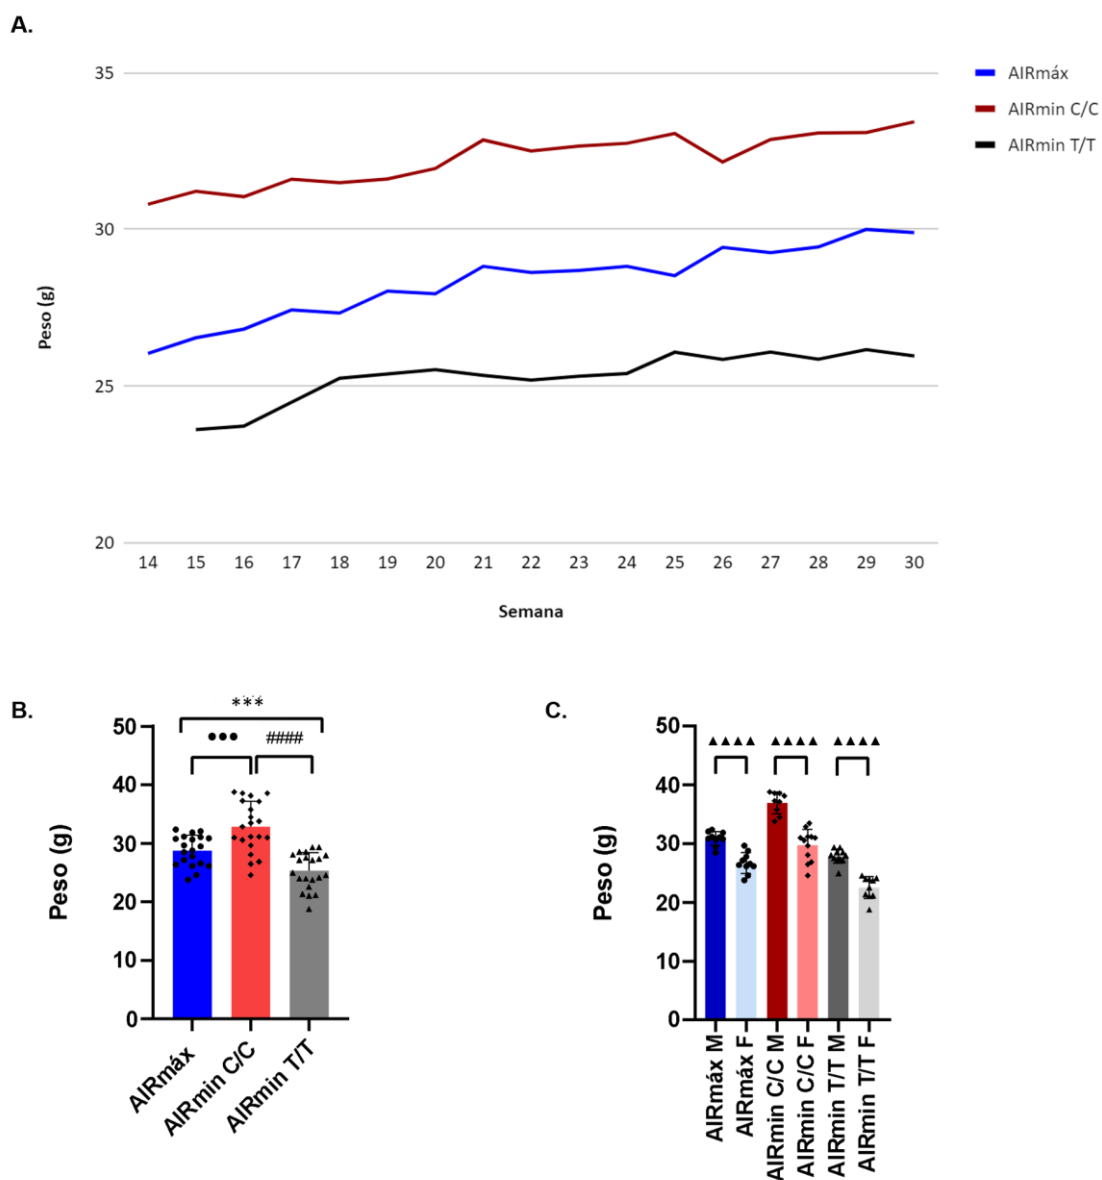 A.
35
30
25
20
Peso (g)
14 15 16 17 18 19 20 21 22 23 24 25 26 27 28 29 30
Semana
AIRmáx
AIRmin C/C
AIRmin T/T
B.
***
●●●
####
50
40
30
20
10
0
Peso (g)
AIRmáx
AIRmin C/C
AIRmin T/T
C.
▲▲▲▲ ▲▲▲▲ ▲▲▲▲
50
40
30
20
10
0
Peso (g)
AIRmáx M
AIRmáx F
AIRmin C/C M
AIRmin C/C F
AIRmin T/T M
AIRmin T/T F